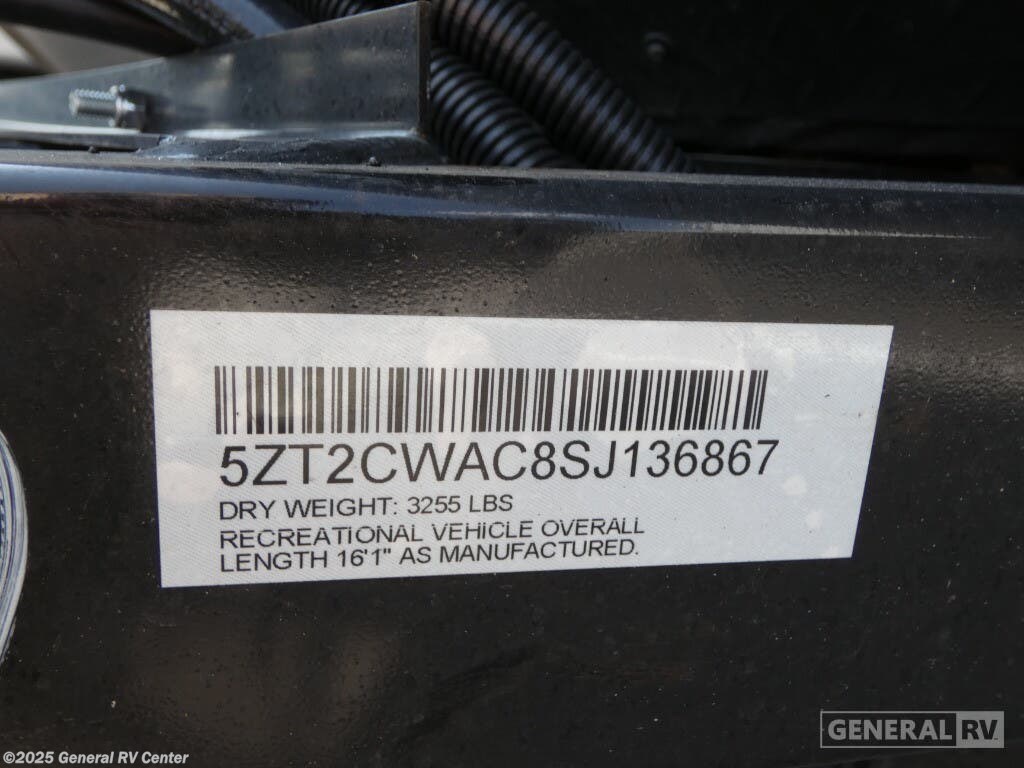 5ZT2CWAC8SJ136867
DRY WEIGHT: 3255 LBS
RECREATIONAL VEHICLE OVERALL
LENGTH 16'1" AS MANUFACTURED.
GENERAL RV
©2025 General RV Center